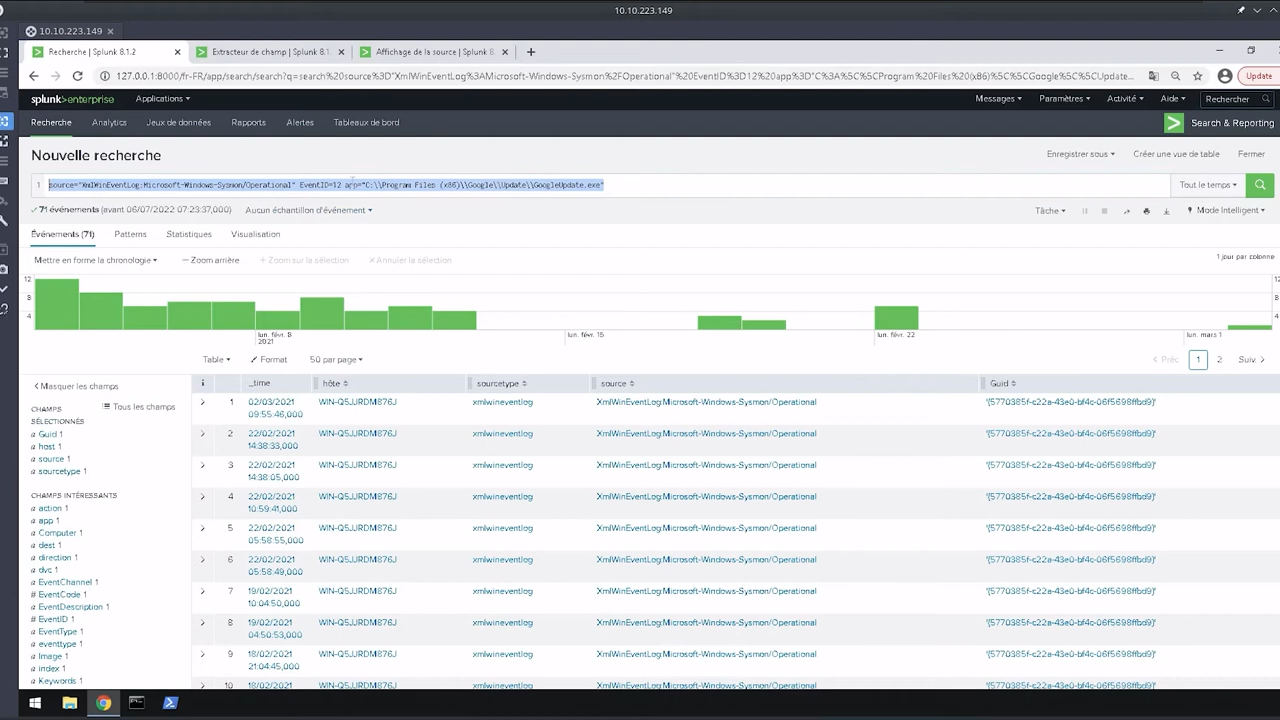 10.10.223.149
10.10.223.149
Recherche | Splunk 8.1.2
Extracteur de champ | Splunk 8.1.
Affichage de la source | Splunk 8.
127.0.0.1:8000/fr-FR/app/search/search?q=search source%3D"XmlWinEventLog%3AMicrosoft-Windows-Sysmon%2FOperational"%20EventID%3D12 app%3D"C%3A%5C%5CProgram Files (x86)%5C%5CGoogle%5C%5CUpdate...
Update
splunk>enterprise
Applications
Messages
Paramètres
Activité
Aide
Rechercher
Recherche
Analytics
Jeux de données
Rapports
Alertes
Tableaux de bord
Search & Reporting
Nouvelle recherche
Enregistrer sous
Créer une vue de table
Fermer
1 source="XmlWinEventLog:Microsoft-Windows-Sysmon/Operational" EventID=12 app="C:\\Program Files (x86)\\Google\\Update\\GoogleUpdate.exe"
Tout le temps
71 événements (avant 06/07/2022 07:23:37,000)
Aucun échantillon d'événement
Tâche
Mode Intelligent
Événements (71)
Patterns
Statistiques
Visualisation
Mettre en forme la chronologie
— Zoom arrière
+ Zoom sur la sélection
× Annuler la sélection
1 jour par colonne
12
12
8
8
4
4
lun. févr. 8
2021
lun. févr. 15
lun. févr. 22
lun. mars 1
Table
Format
50 par page
< Préc
1
2
Suiv. >
< Masquer les champs
Tous les champs
i
_time
hôte
sourcetype
source
Guid
CHAMPS
SÉLECTIONNÉS
a Guid 1
a host 1
a source 1
a sourcetype 1
CHAMPS INTÉRESSANTS
a action 1
a app 1
a Computer 1
a dest 1
a direction 1
a dvc 1
a EventChannel 1
# EventCode 1
a EventDescription 1
# EventID 1
a EventType 1
a eventtype 1
a Image 1
a index 1
a Keywords 1
1 02/03/2021 WIN-Q5JJRDM876J xmlwineventlog XmlWinEventLog:Microsoft-Windows-Sysmon/Operational '{5770385f-c22a-43e0-bf4c-06f5698ffbd9}'
09:55:46,000
2 22/02/2021 WIN-Q5JJRDM876J xmlwineventlog XmlWinEventLog:Microsoft-Windows-Sysmon/Operational '{5770385f-c22a-43e0-bf4c-06f5698ffbd9}'
14:38:33,000
3 22/02/2021 WIN-Q5JJRDM876J xmlwineventlog XmlWinEventLog:Microsoft-Windows-Sysmon/Operational '{5770385f-c22a-43e0-bf4c-06f5698ffbd9}'
14:38:05,000
4 22/02/2021 WIN-Q5JJRDM876J xmlwineventlog XmlWinEventLog:Microsoft-Windows-Sysmon/Operational '{5770385f-c22a-43e0-bf4c-06f5698ffbd9}'
10:59:41,000
5 22/02/2021 WIN-Q5JJRDM876J xmlwineventlog XmlWinEventLog:Microsoft-Windows-Sysmon/Operational '{5770385f-c22a-43e0-bf4c-06f5698ffbd9}'
05:58:55,000
6 22/02/2021 WIN-Q5JJRDM876J xmlwineventlog XmlWinEventLog:Microsoft-Windows-Sysmon/Operational '{5770385f-c22a-43e0-bf4c-06f5698ffbd9}'
05:58:49,000
7 19/02/2021 WIN-Q5JJRDM876J xmlwineventlog XmlWinEventLog:Microsoft-Windows-Sysmon/Operational '{5770385f-c22a-43e0-bf4c-06f5698ffbd9}'
10:04:50,000
8 19/02/2021 WIN-Q5JJRDM876J xmlwineventlog XmlWinEventLog:Microsoft-Windows-Sysmon/Operational '{5770385f-c22a-43e0-bf4c-06f5698ffbd9}'
04:50:53,000
9 18/02/2021 WIN-Q5JJRDM876J xmlwineventlog XmlWinEventLog:Microsoft-Windows-Sysmon/Operational '{5770385f-c22a-43e0-bf4c-06f5698ffbd9}'
21:04:45,000
10 18/02/2021 WIN-Q5JJRDM876J xmlwineventlog XmlWinEventLog:Microsoft-Windows-Sysmon/Operational '{5770385f-c22a-43e0-bf4c-06f5698ffbd9}'